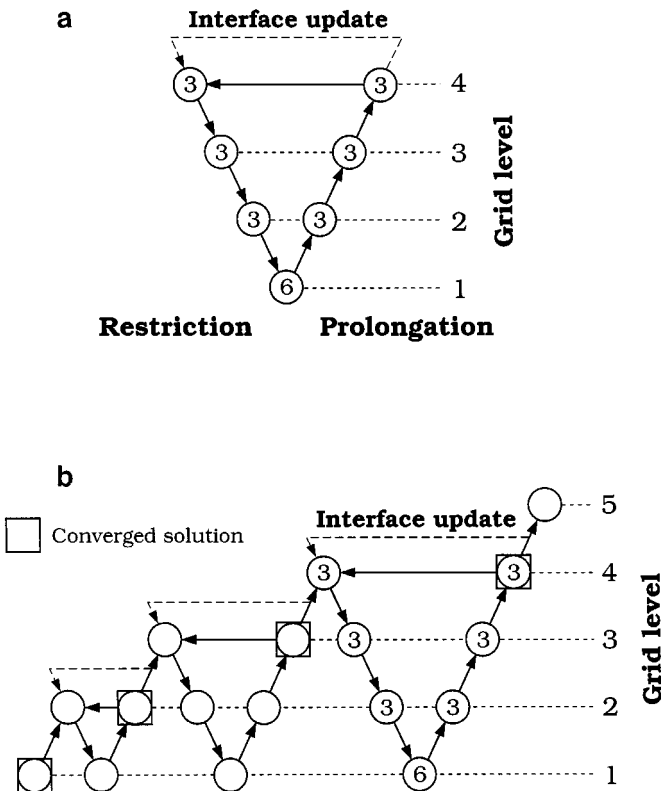 a
Interface update
3 3 4
3 3 3
3 3 2
6 1
Grid level
Restriction Prolongation
b
5
Converged solution
Interface update
3 3 4
3 3 3
3 3 2
6 1
Grid level